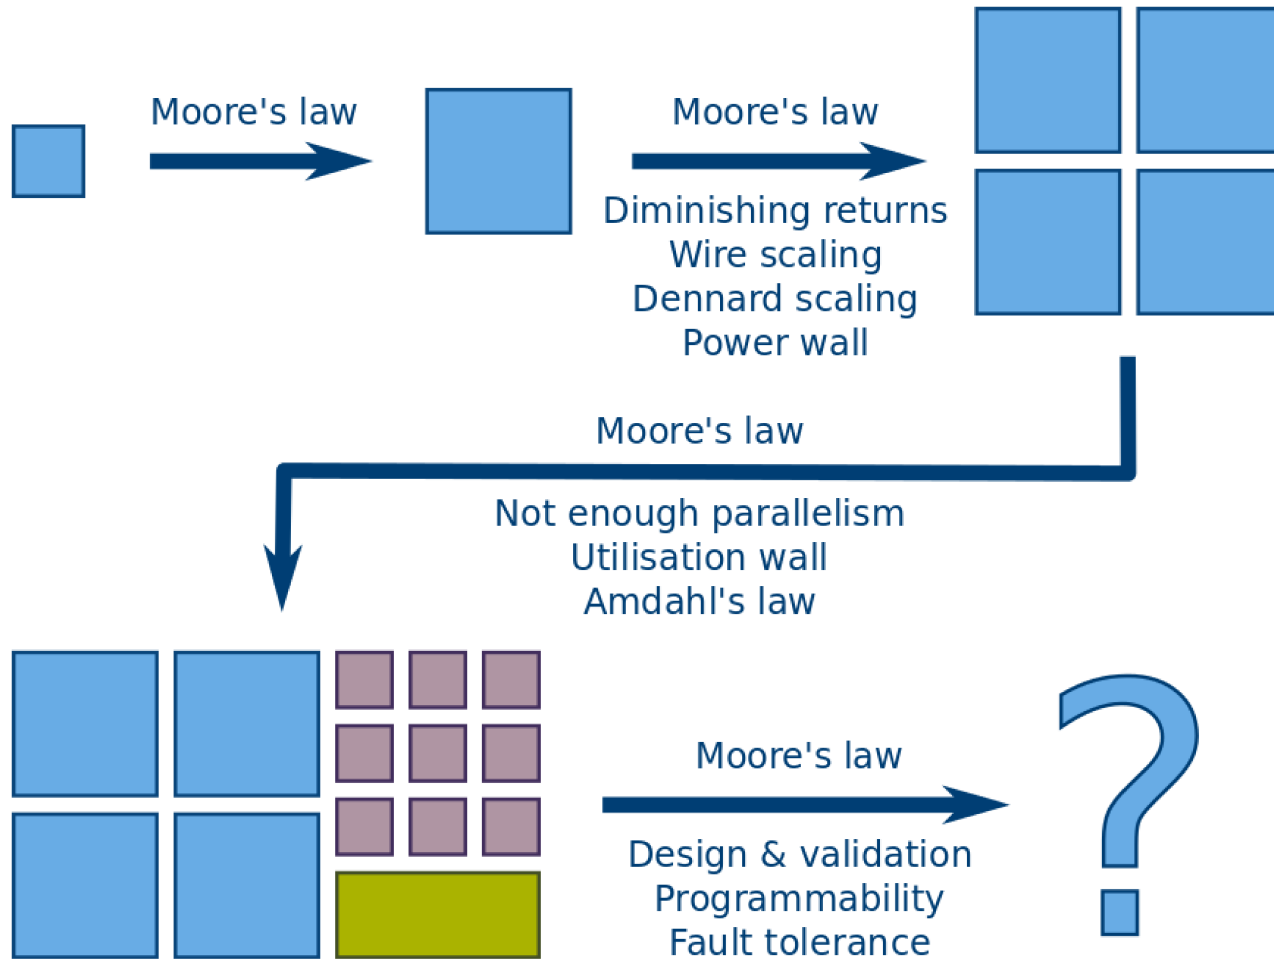 Moore's law
Moore's law
Diminishing returns
Wire scaling
Dennard scaling
Power wall
Moore's law
Not enough parallelism
Utilisation wall
Amdahl's law
Moore's law
Design & validation
Programmability
Fault tolerance
?